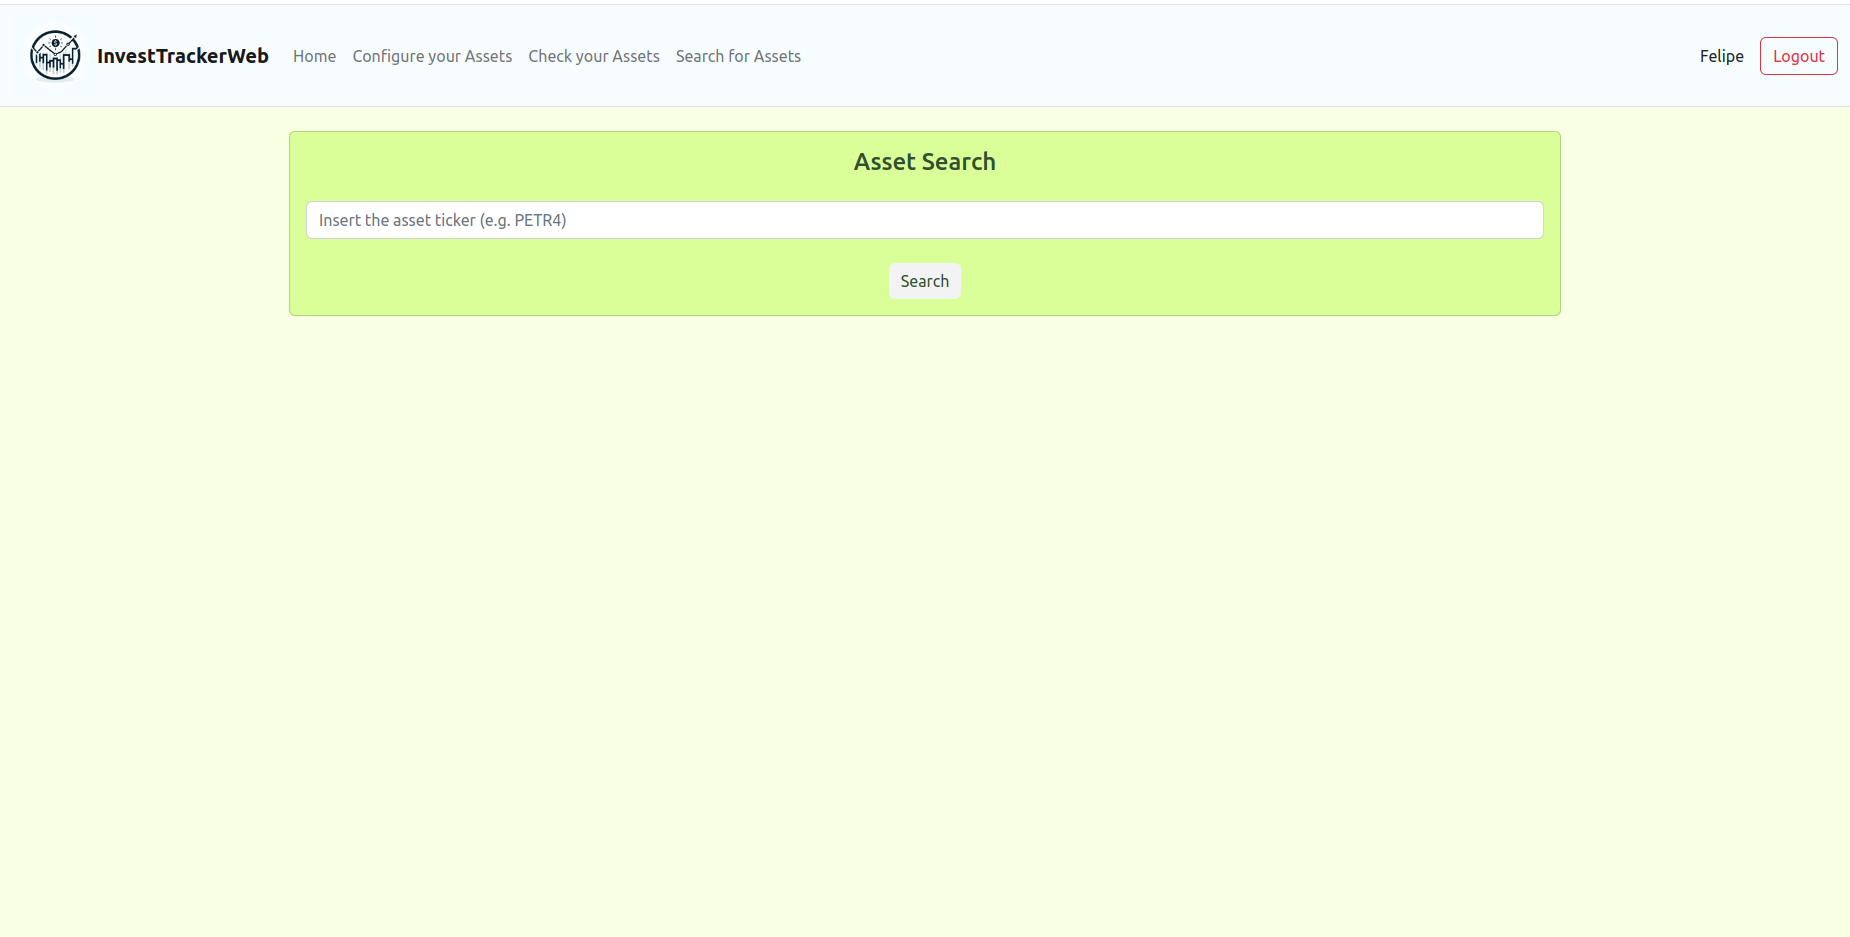 InvestTrackerWeb Home Configure your Assets Check your Assets Search for Assets Felipe Logout
Asset Search
Insert the asset ticker (e.g. PETR4)
Search